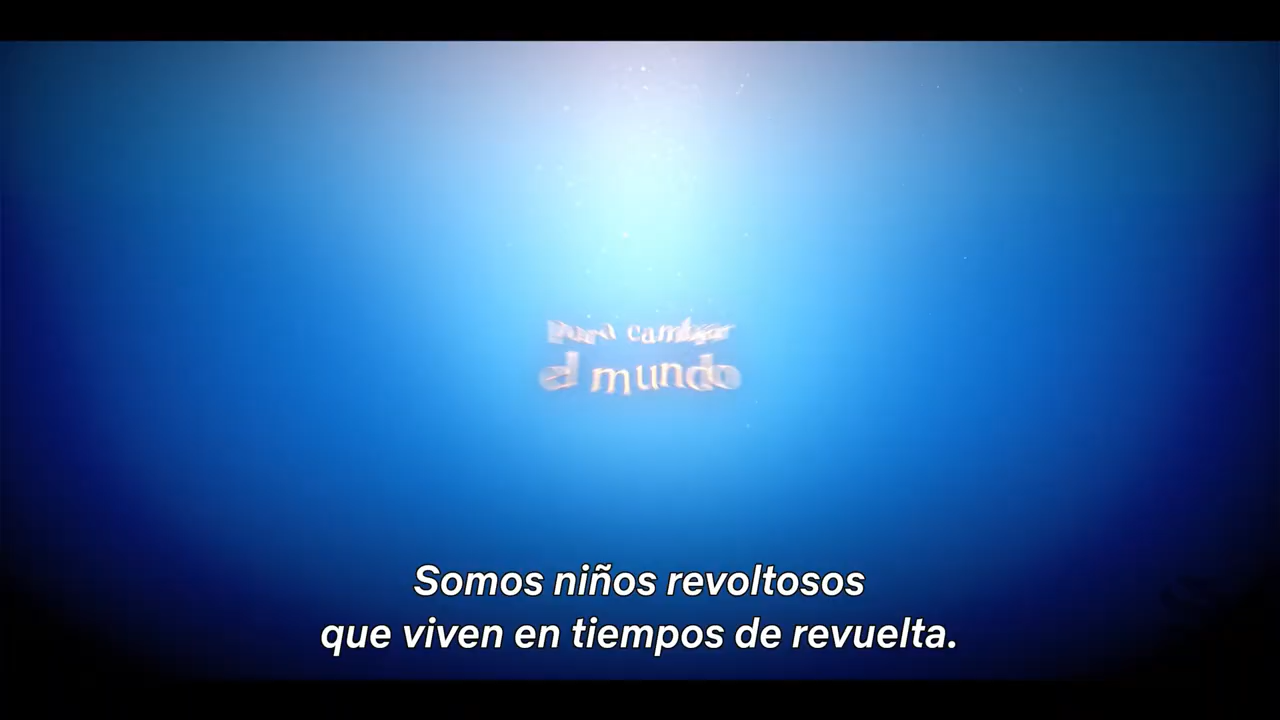 Para cambiar
el mundo
Somos niños revoltosos
que viven en tiempos de revuelta.